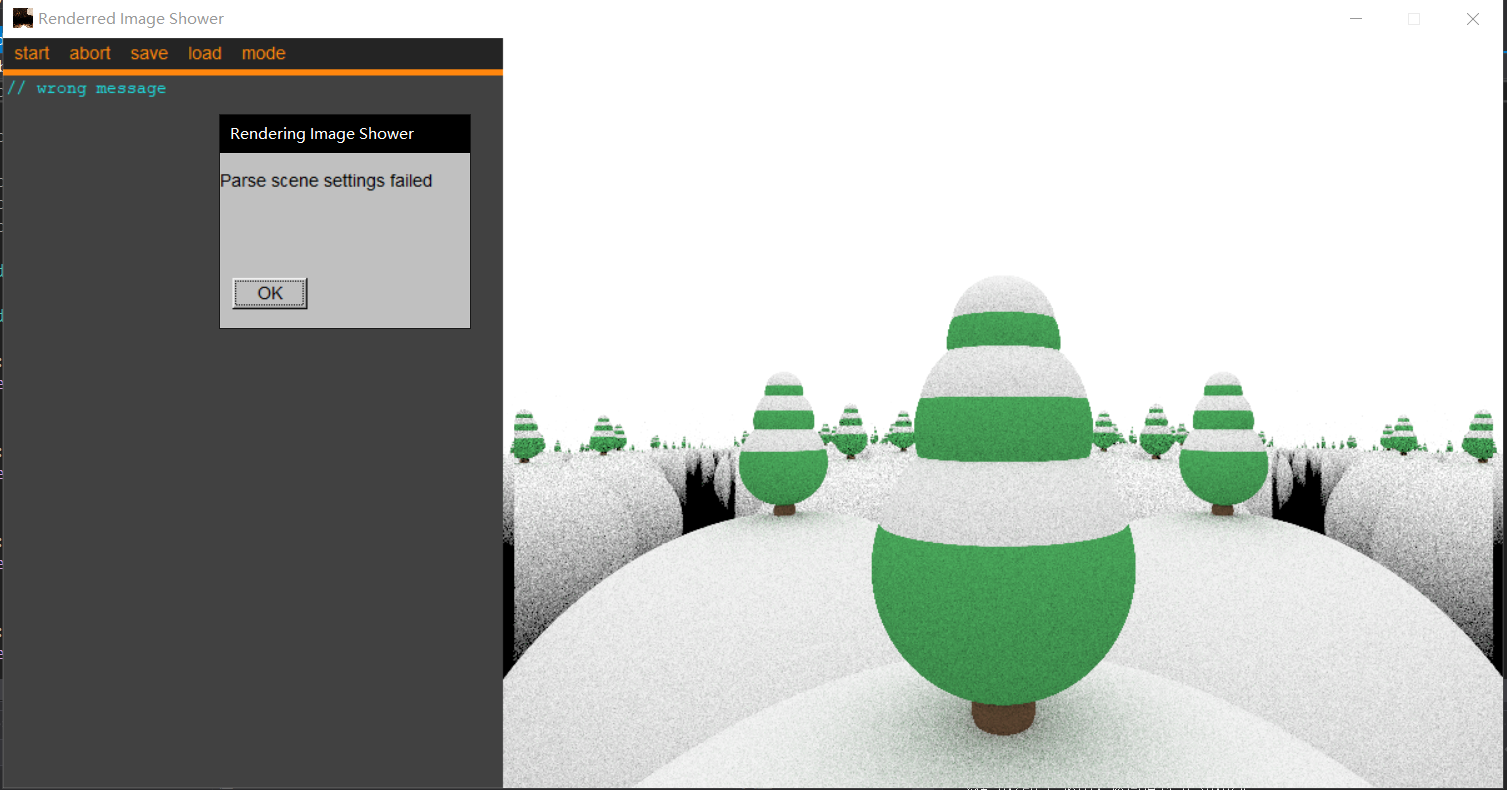 Renderred Image Shower
start abort save load mode
// wrong message
Rendering Image Shower
Parse scene settings failed
OK